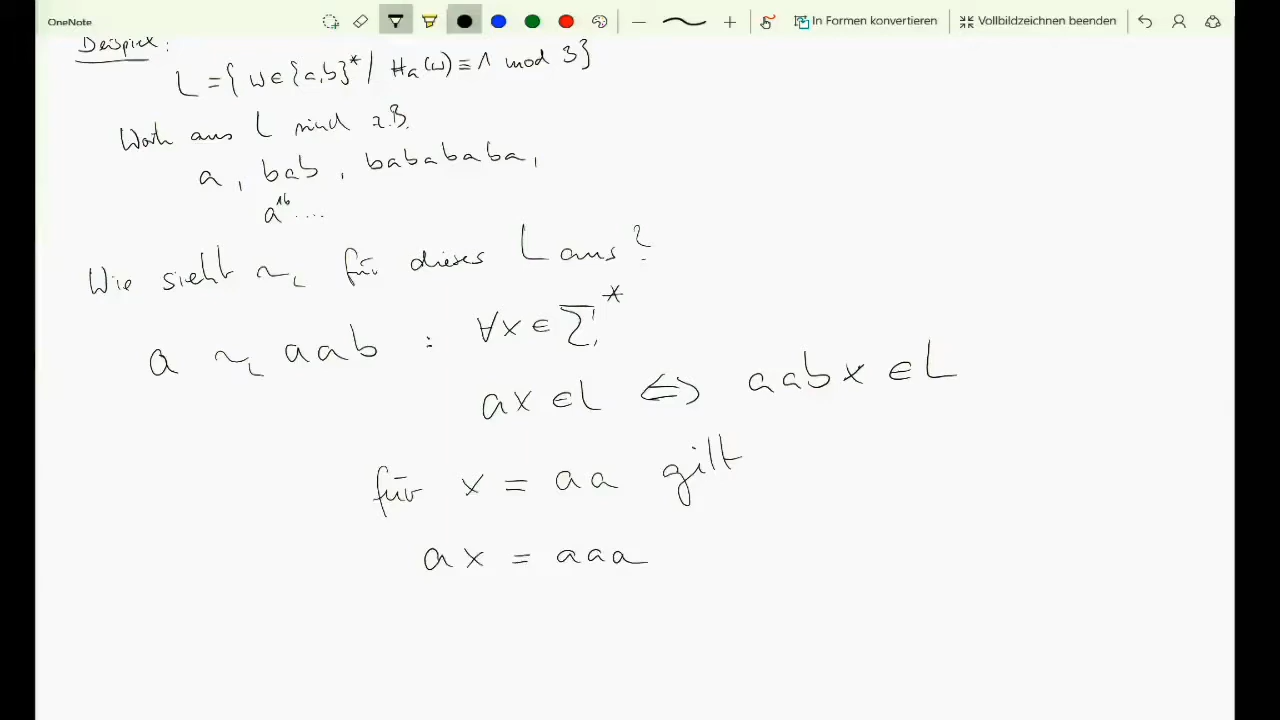 OneNote
In Formen konvertieren
Vollbildzeichnen beenden
Beispiel:
L = { w ∈ {a,b}* / #a(w) ≡ 1 mod 3}
Worte aus L sind z.B.
a, bab, babababa,
a¹⁶ ....
Wie sieht ~L für dieses L aus?
a ~L aab : ∀x ∈ Σ*
ax ∈ L ⇔ aabx ∈ L
für x = aa gilt
ax = aaa